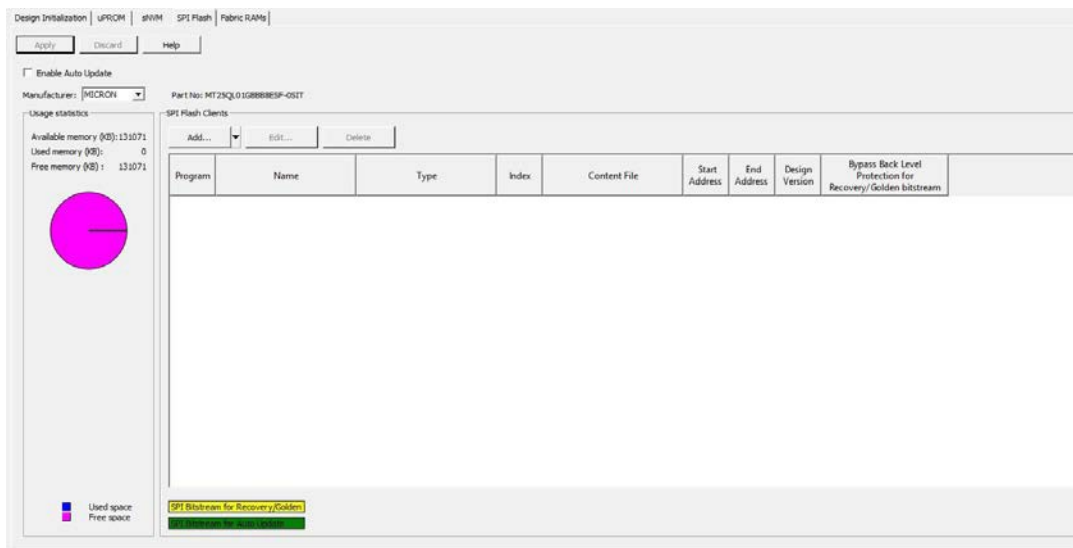 Design Initialization uPROM sNVM SPI Flash Fabric RAMs
Apply Discard Help
Enable Auto Update
Manufacturer: MICRON Part No: MT25QL01GBBB8ESF-0SIT
Usage statistics
SPI Flash Clients
Available memory (KB): 131071
Used memory (KB): 0
Free memory (KB) : 131071
Add... Edit... Delete
Program Name Type Index Content File Start Address End Address Design Version Bypass Back Level Protection for Recovery/Golden bitstream
Used space
Free space
SPI Bitstream for Recovery/Golden
SPI Bitstream for Auto Update